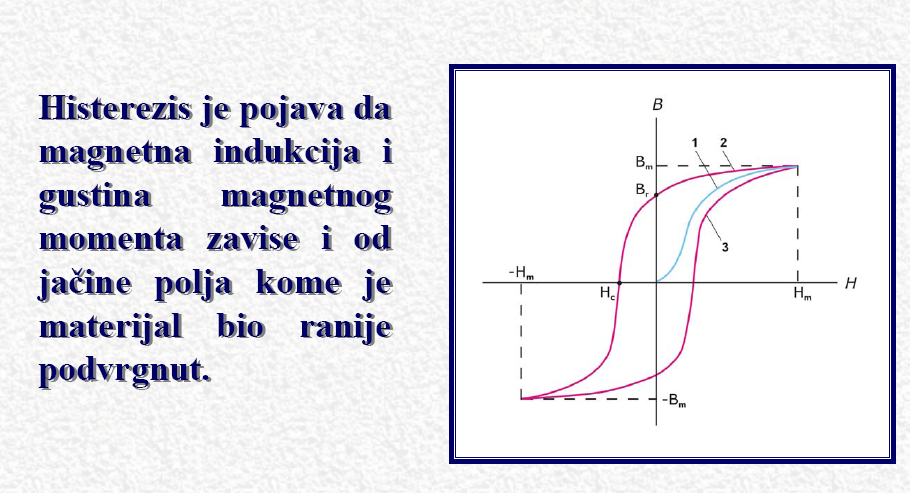 Histerezis je pojava da
magnetna indukcija i
gustina magnetnog
momenta zavise i od
jačine polja kome je
materijal bio ranije
podvrgnut.
B
1 2
Bm
Br
3
-Hm
H
Hc
Hm
-Bm